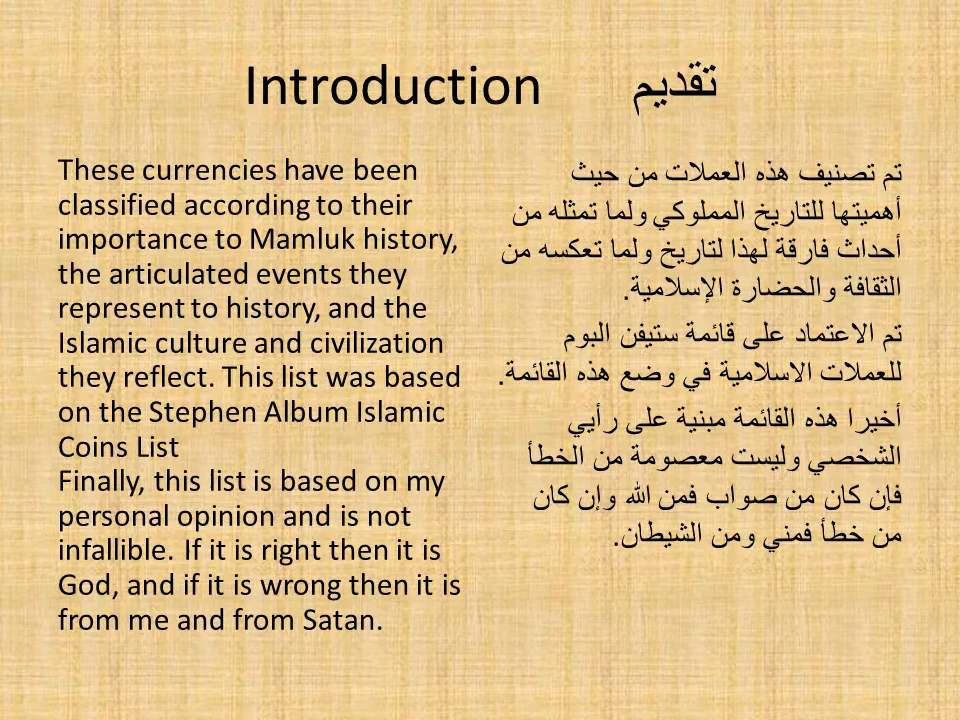 Introduction تقديم
These currencies have been
classified according to their
importance to Mamluk history,
the articulated events they
represent to history, and the
Islamic culture and civilization
they reflect. This list was based
on the Stephen Album Islamic
Coins List
Finally, this list is based on my
personal opinion and is not
infallible. If it is right then it is
God, and if it is wrong then it is
from me and from Satan.
تم تصنيف هذه العملات من حيث
أهميتها للتاريخ المملوكي ولما تمثله من
أحداث فارقة لهذا لتاريخ ولما تعكسه من
الثقافة والحضارة الإسلامية.
تم الاعتماد على قائمة ستيفن البوم
للعملات الاسلامية في وضع هذه القائمة.
أخيرا هذه القائمة مبنية على رأيي
الشخصي وليست معصومة من الخطأ
فإن كان من صواب فمن الله وإن كان
من خطأ فمني ومن الشيطان.